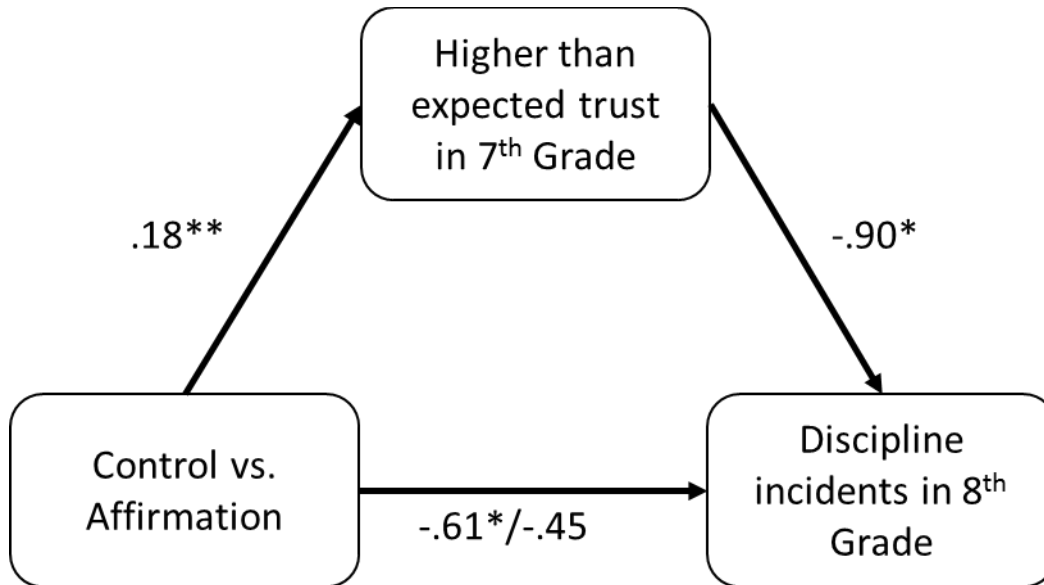 Higher than
expected trust
in 7th Grade
.18**
-.90*
Control vs.
Affirmation
-.61*/-.45
Discipline
incidents in 8th
Grade